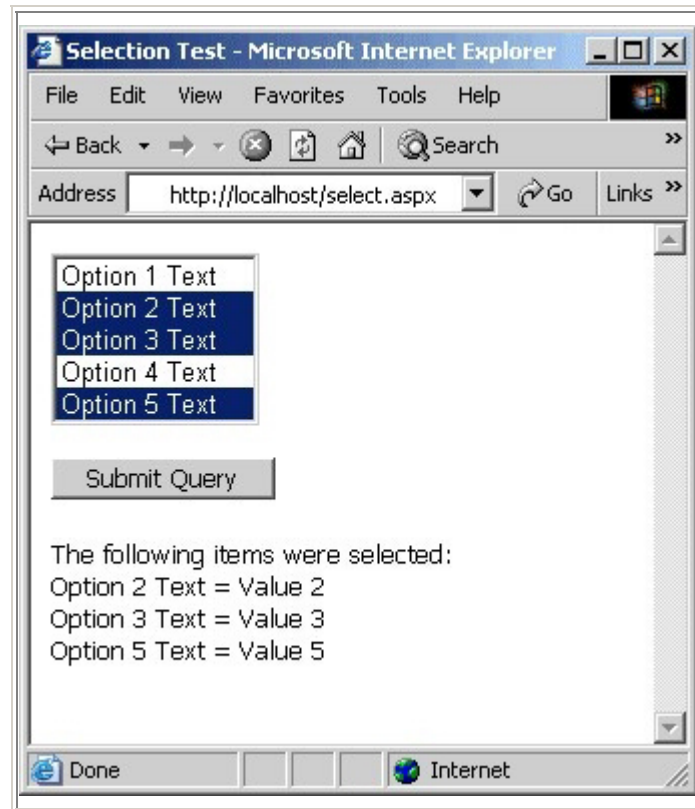 Selection Test - Microsoft Internet Explorer
File Edit View Favorites Tools Help
Back Search »
Address http://localhost/select.aspx Go Links »
Option 1 Text
Option 2 Text
Option 3 Text
Option 4 Text
Option 5 Text
Submit Query
The following items were selected:
Option 2 Text = Value 2
Option 3 Text = Value 3
Option 5 Text = Value 5
Done Internet